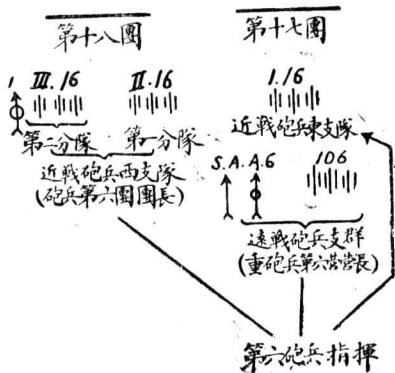 第十八團 第十七團
1 III.16 II.16 1.16
第二分隊 第一分隊 近戰砲兵東支隊
近戰砲兵西支隊 S.A.A.6 106
(砲兵第六團團長) 遠戰砲兵支群
(重砲兵第六營營長)
第六砲兵指揮